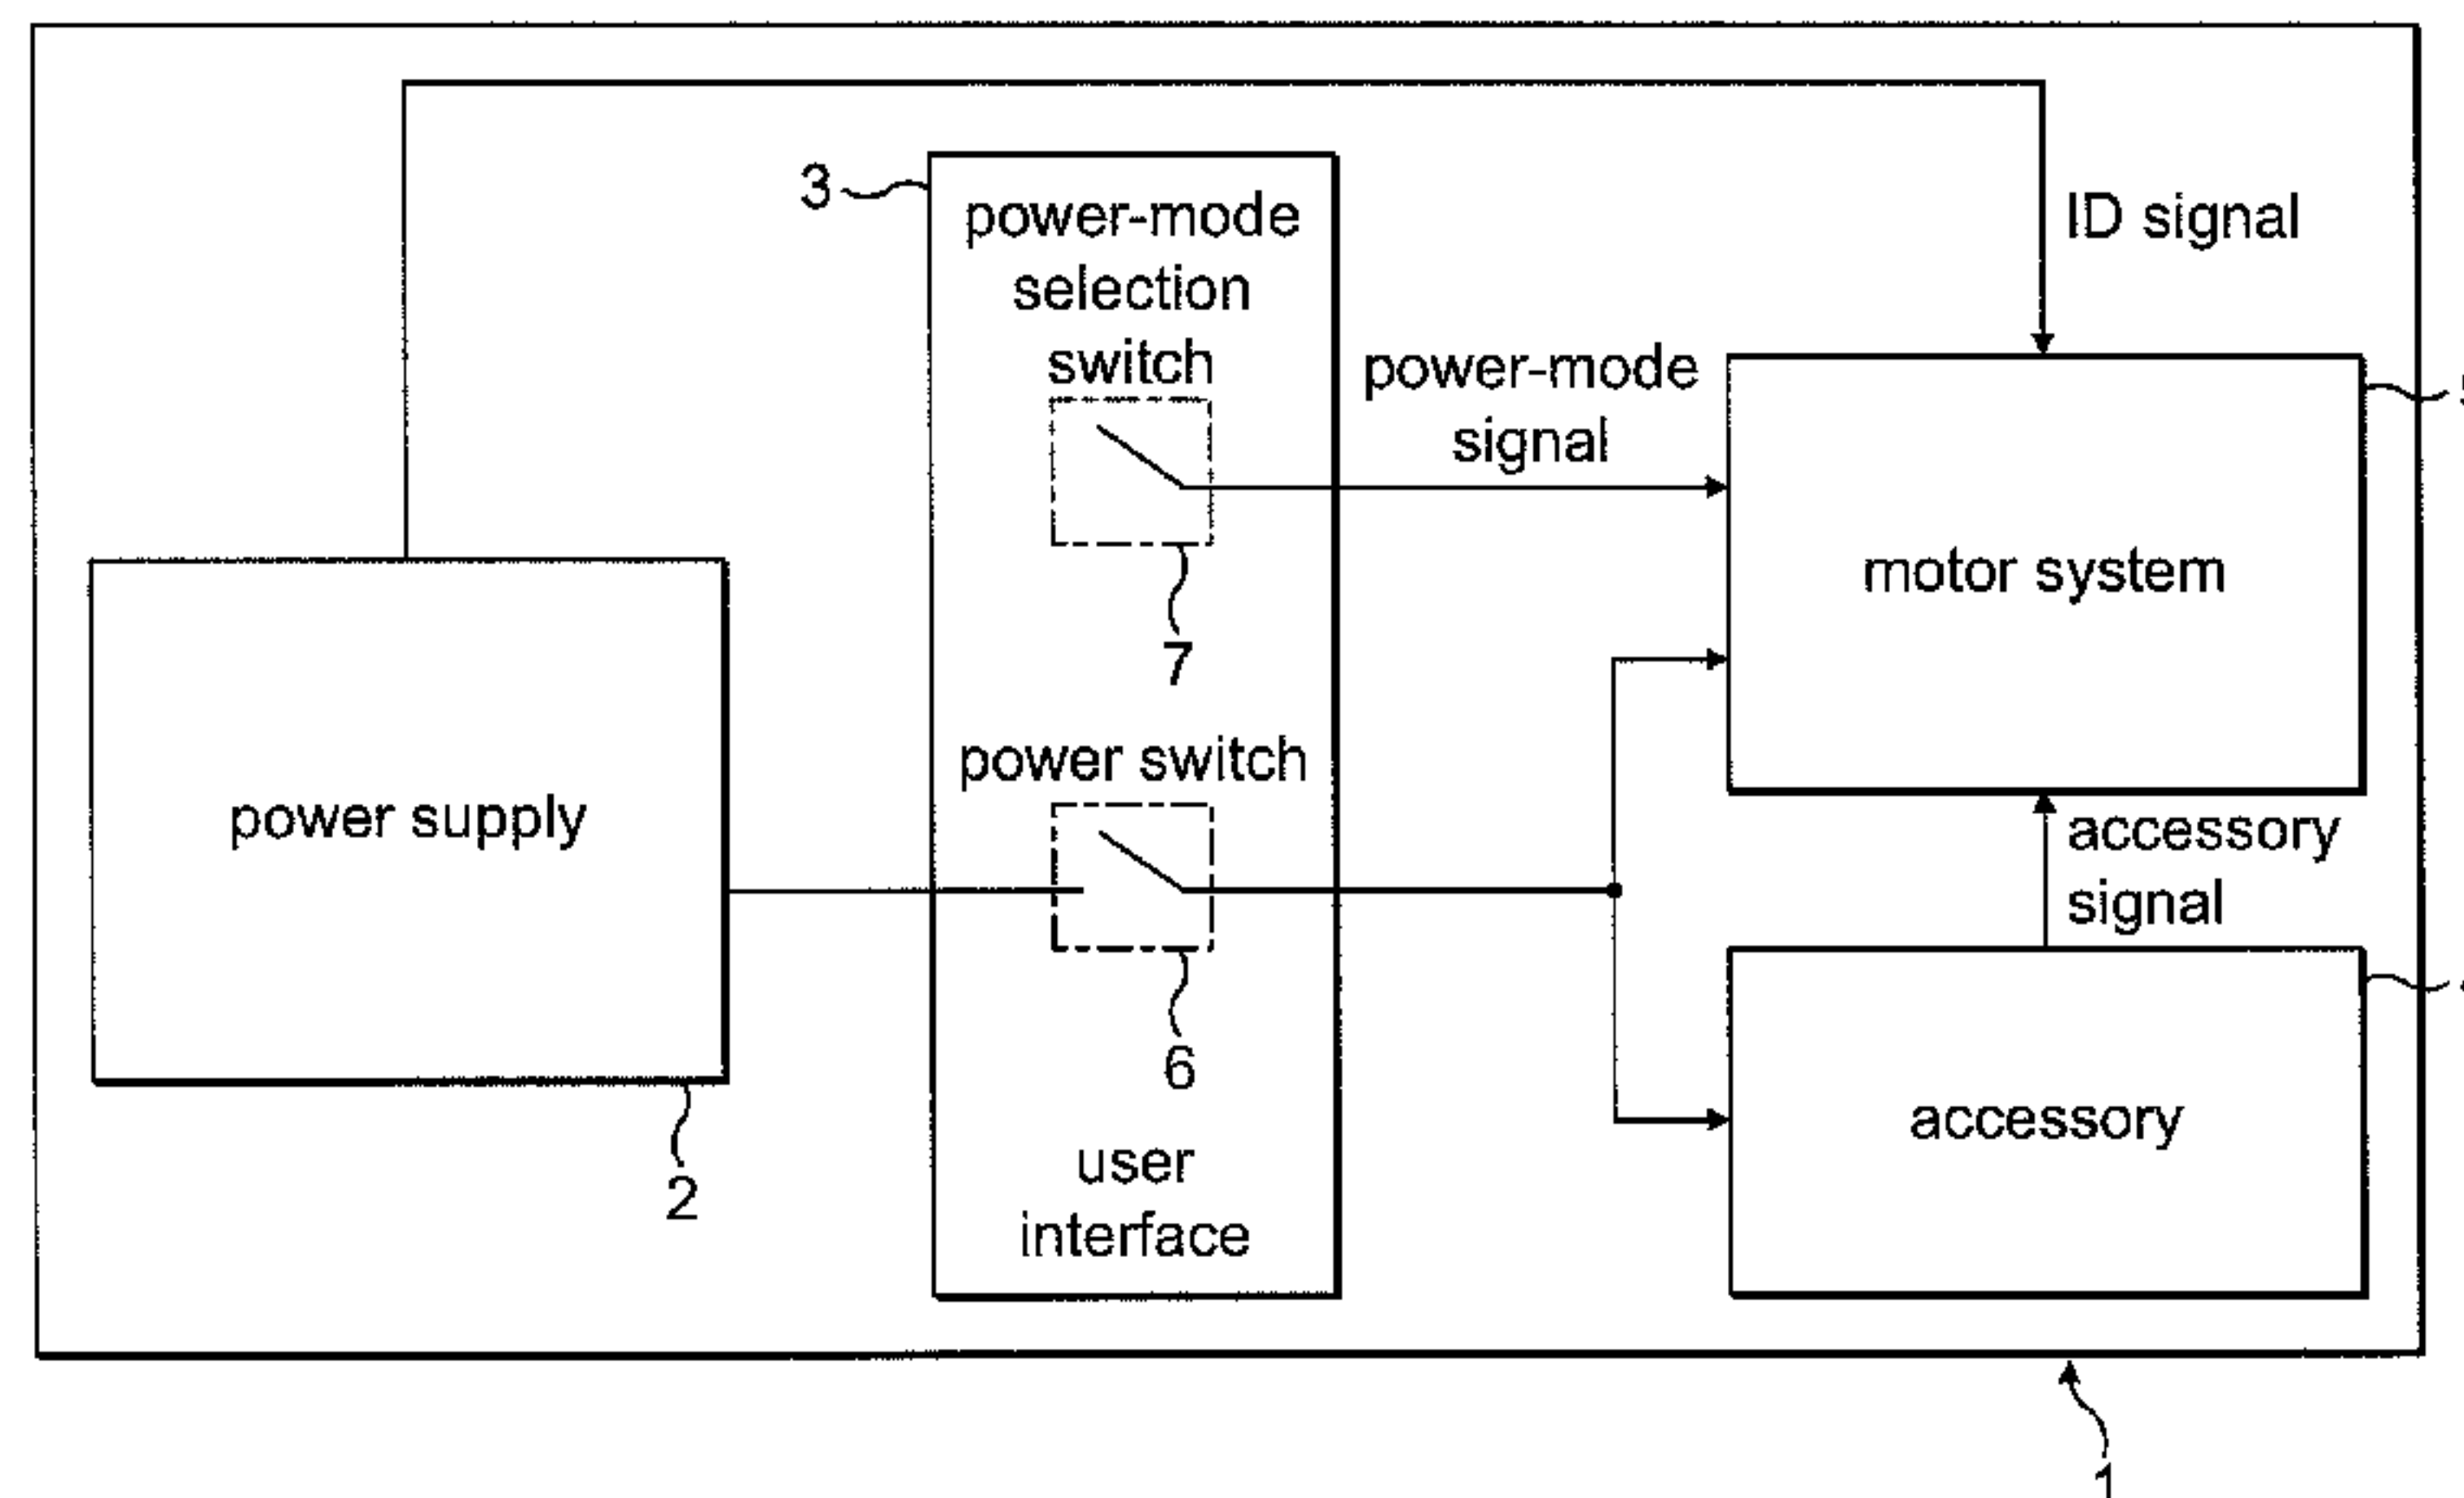 3
power-mode
selection
switch
ID signal
power-mode
signal
motor system
7
power switch
power supply
accessory
signal
6
accessory
user
interface
2
1